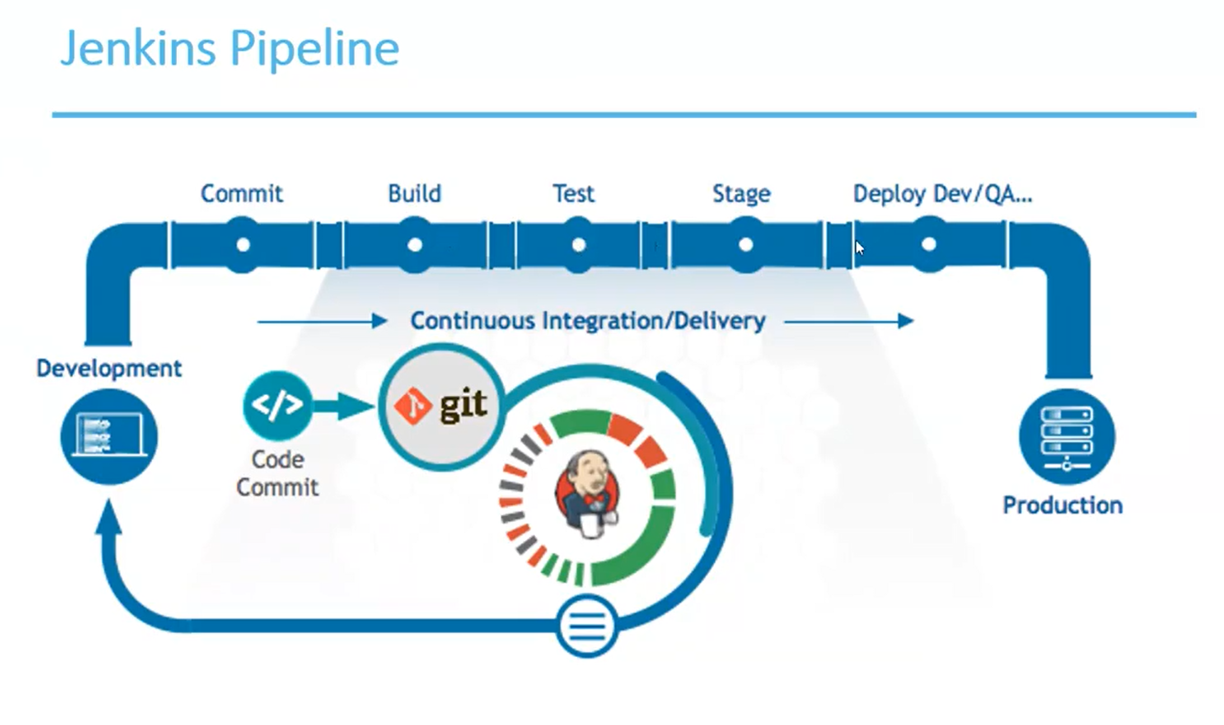 Jenkins Pipeline
Commit
Build
Test
Stage
Deploy Dev/QA...
Continuous Integration/Delivery
Development
</>
git
Code
Commit
Production